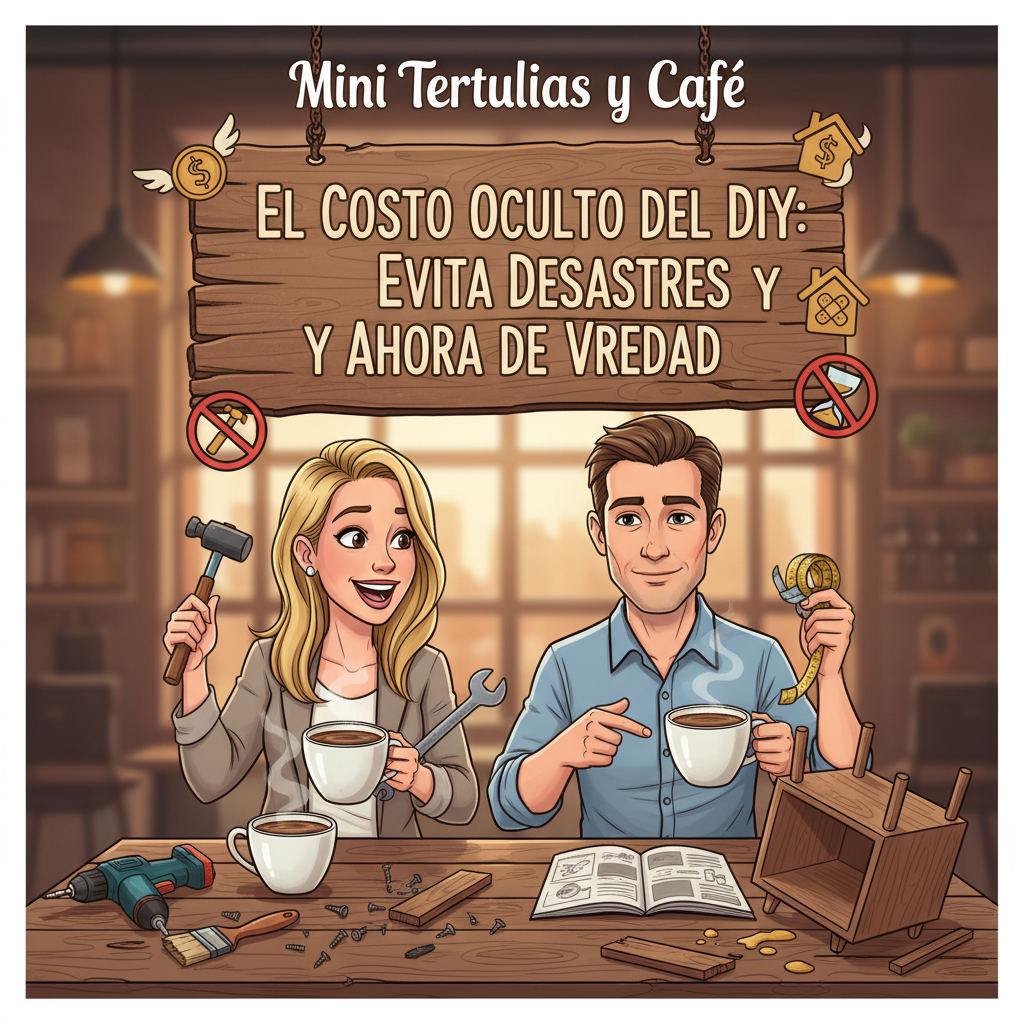 Mini Tertulias y Café
EL COSTO OCULTO DEL DIY:
EVITA DESASTRES Y
Y AHORA DE VREDAD